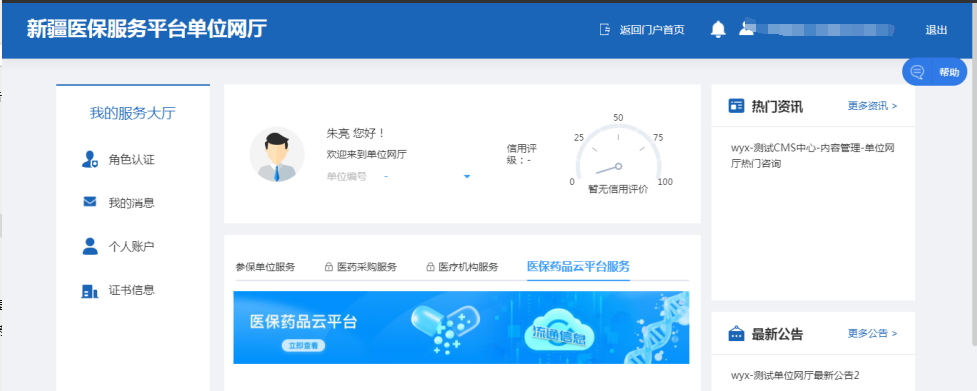 新疆医保服务平台单位网厅
返回门户首页
退出
帮助
我的服务大厅
角色认证
我的消息
个人账户
证书信息
朱亮 您好！
欢迎来到单位网厅
单位编号 -
信用评
级：-
0
25
50
75
100
暂无信用评价
参保单位服务
医药采购服务
医疗机构服务
医保药品云平台服务
医保药品云平台
立即查看
流通信息
热门资讯
更多资讯 >
wyx-测试CMS中心-内容管理-单位网
厅热门咨询
最新公告
更多公告 >
wyx-测试单位网厅最新公告2